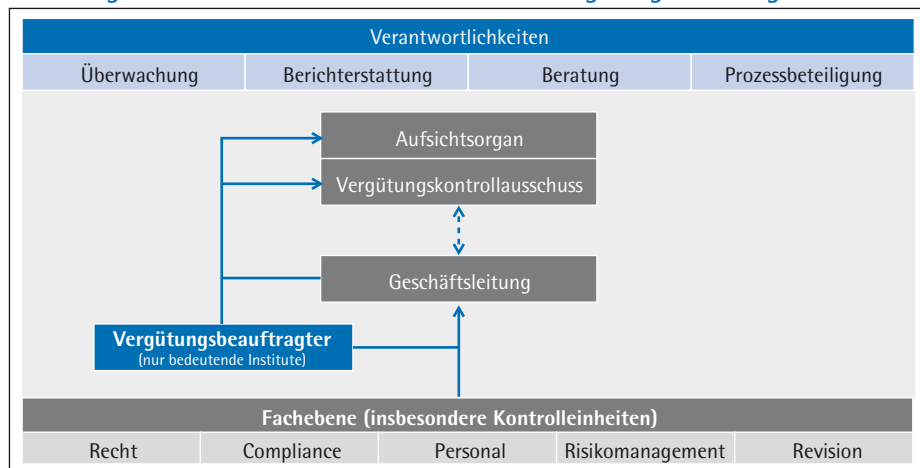 Verantwortlichkeiten
Überwachung Berichterstattung Beratung Prozessbeteiligung
Aufsichtsorgan
Vergütungskontrollausschuss
Geschäftsleitung
Vergütungsbeauftragter
(nur bedeutende Institute)
Fachebene (insbesondere Kontrolleinheiten)
Recht Compliance Personal Risikomanagement Revision